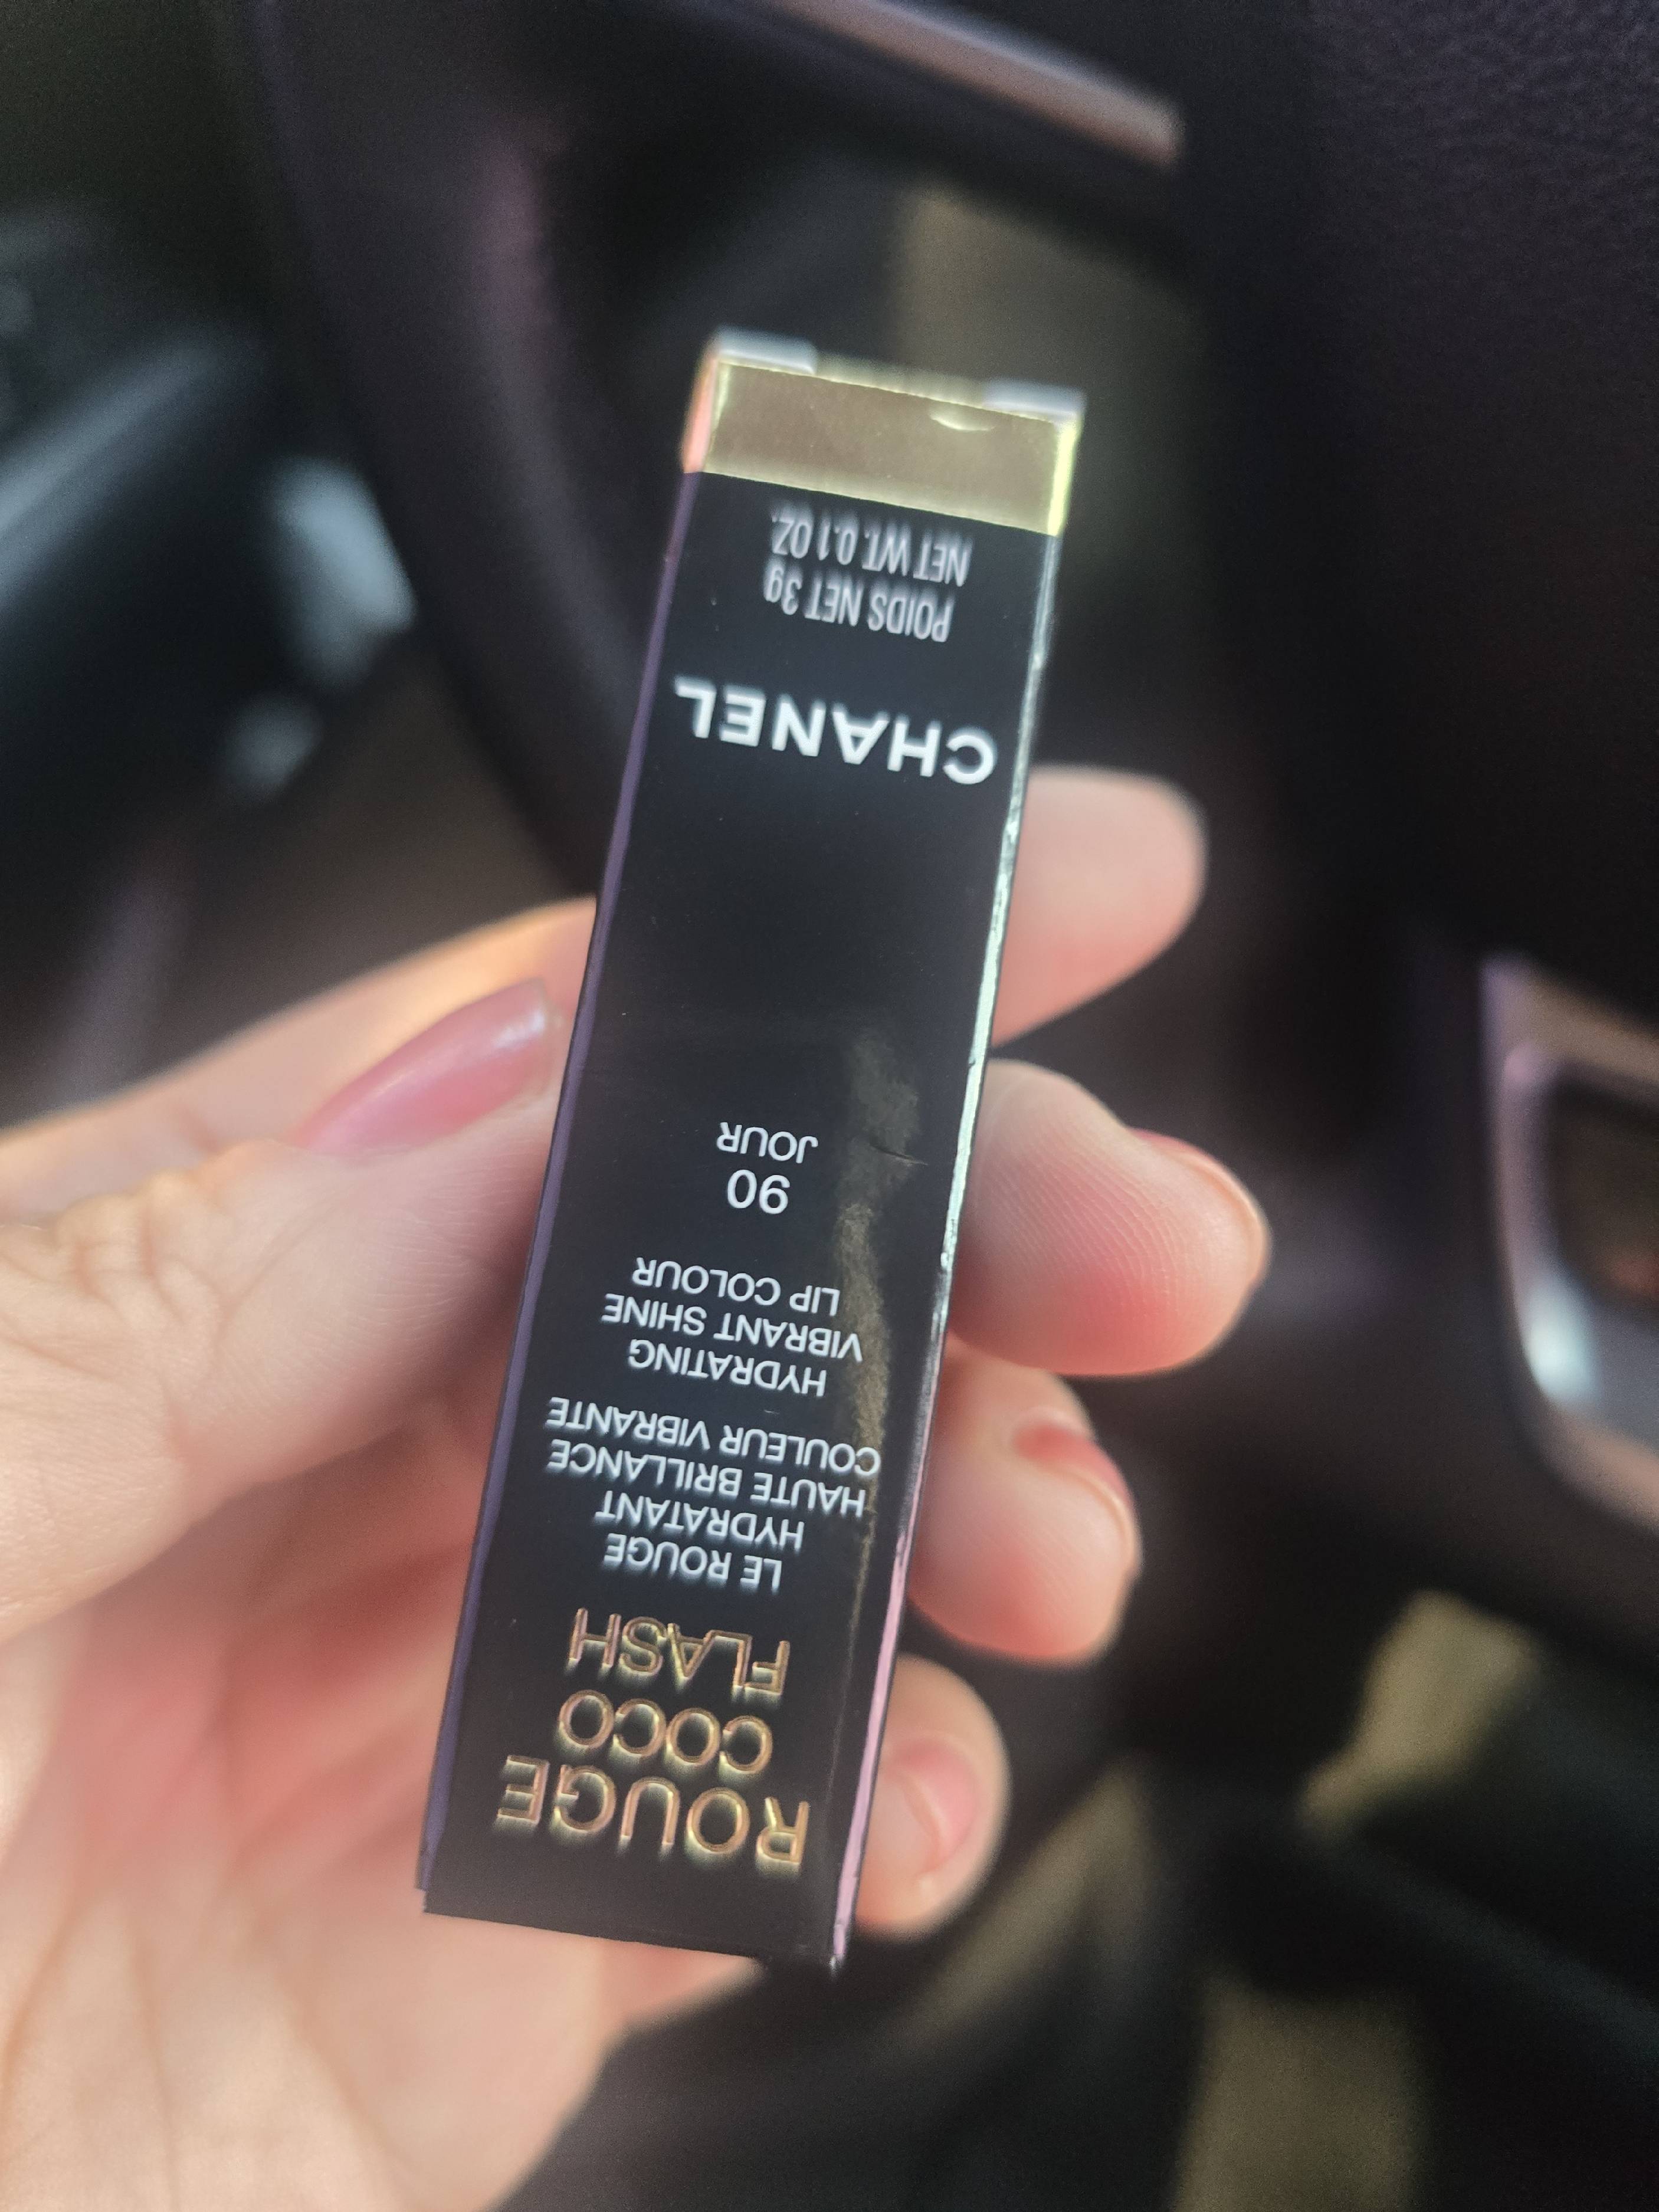 ROUGE
COCO
FLASH
LE ROUGE
HYDRATANT
HAUTE BRILLANCE
COULEUR VIBRANTE
HYDRATING
VIBRANT SHINE
LIP COLOUR
90
JOUR
CHANEL
POIDS NET 3g
NET WT. 0.1 OZ.